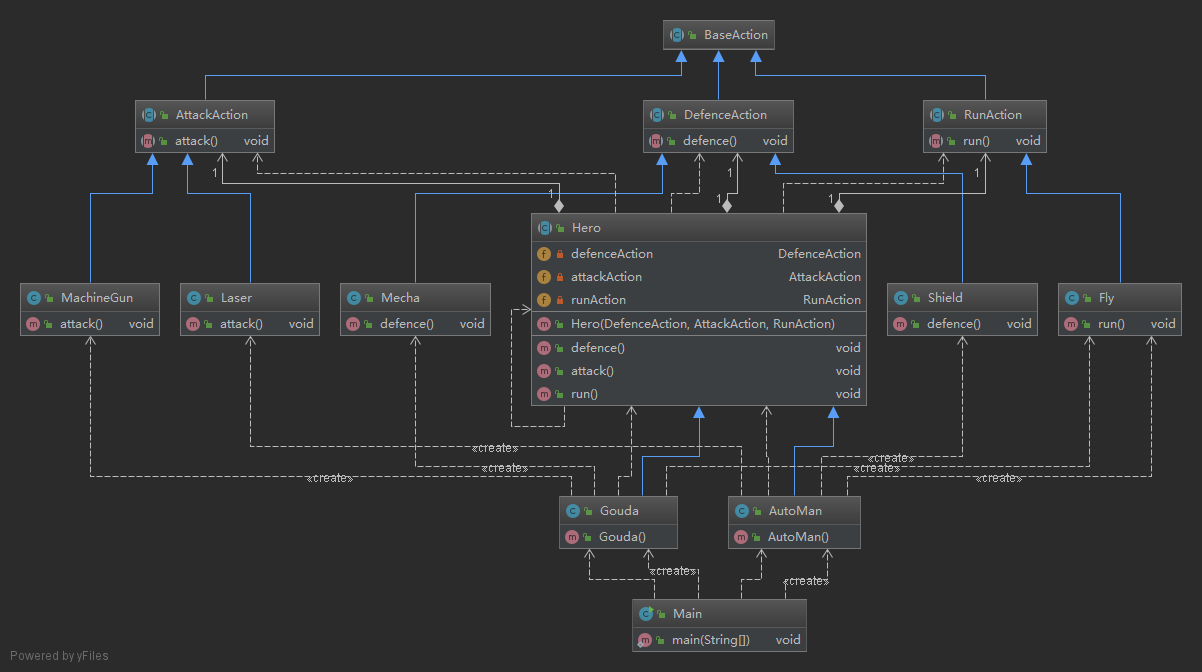 BaseAction
AttackAction
attack() void
DefenceAction
defence() void
RunAction
run() void
1
1
1
1
1
1
Hero
defenceAction DefenceAction
attackAction AttackAction
runAction RunAction
Hero(DefenceAction, AttackAction, RunAction)
defence() void
attack() void
run() void
MachineGun
attack() void
Laser
attack() void
Mecha
defence() void
Shield
defence() void
Fly
run() void
«create»
«create»
«create»
«create»
«create»
«create»
Gouda
Gouda()
AutoMan
AutoMan()
«create»
«create»
Main
main(String[]) void
Powered by yFiles